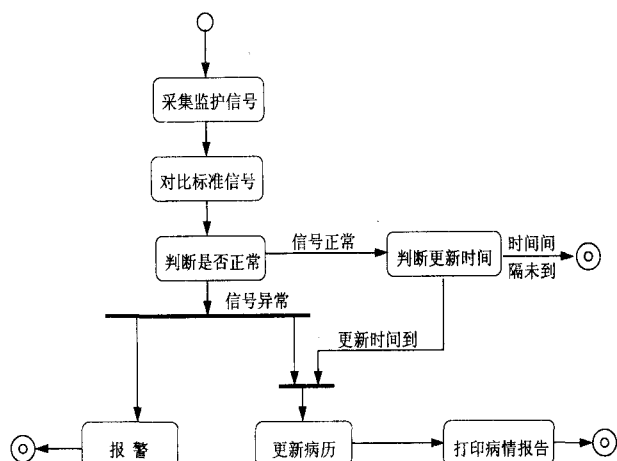 采集监护信号
对比标准信号
判断是否正常
信号正常
判断更新时间
时间间
隔未到
信号异常
更新时间到
报警
更新病历
打印病情报告